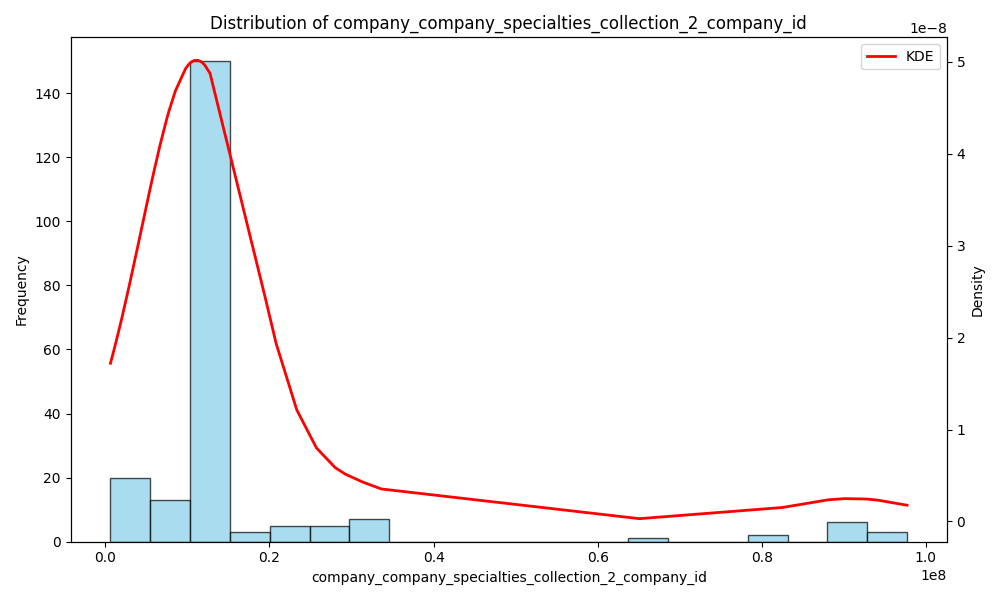 Distribution of company_company_specialties_collection_2_company_id
1e−8
KDE
Frequency
0
20
40
60
80
100
120
140
0
1
2
3
4
5
Density
0.0
0.2
0.4
0.6
0.8
1.0
1e8
company_company_specialties_collection_2_company_id